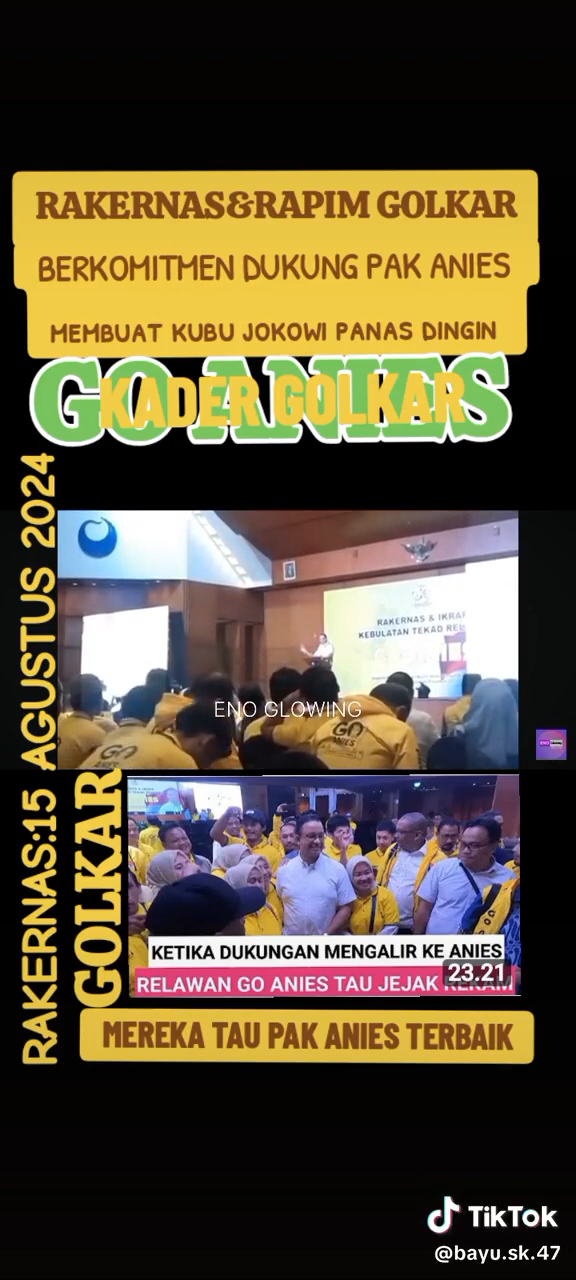 RAKERNAS&RAPIM GOLKAR
BERKOMITMEN DUKUNG PAK ANIES
MEMBUAT KUBU JOKOWI PANAS DINGIN
GO ANIES
KADER GOLKAR
RAKERNAS:15 AGUSTUS 2024
GOLKAR
RAKERNAS &
KEBULATAN TEKAD
ENO GLOWING
GO
ANIES
KETIKA DUKUNGAN MENGALIR KE ANIES
RELAWAN GO ANIES TAU JEJAK REKAM
23.21
MEREKA TAU PAK ANIES TERBAIK
TikTok
@bayu.sk.47